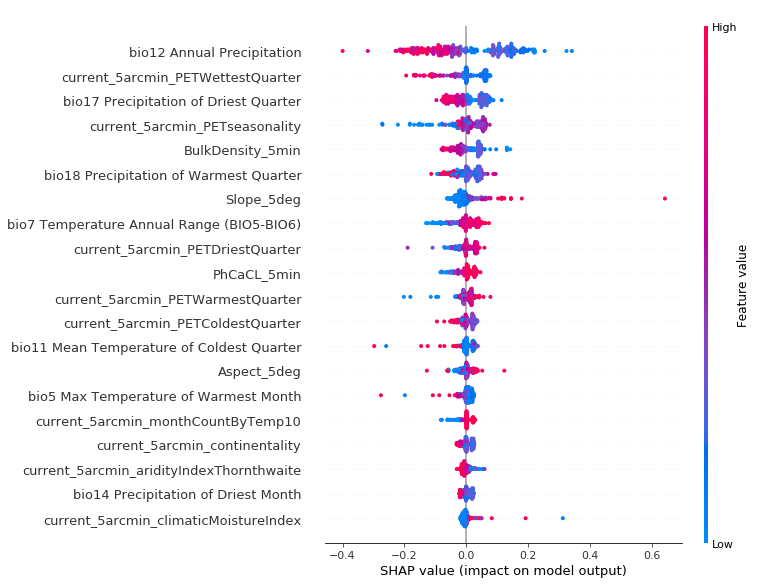 High
bio12 Annual Precipitation
current_5arcmin_PETWettestQuarter
bio17 Precipitation of Driest Quarter
current_5arcmin_PETseasonality
BulkDensity_5min
bio18 Precipitation of Warmest Quarter
Slope_5deg
bio7 Temperature Annual Range (BIO5-BIO6)
current_5arcmin_PETDriestQuarter
PhCaCL_5min
current_5arcmin_PETWarmestQuarter
current_5arcmin_PETColdestQuarter
bio11 Mean Temperature of Coldest Quarter
Aspect_5deg
bio5 Max Temperature of Warmest Month
current_5arcmin_monthCountByTemp10
current_5arcmin_continentality
current_5arcmin_aridityIndexThornthwaite
bio14 Precipitation of Driest Month
current_5arcmin_climaticMoistureIndex
Feature value
Low
−0.4 −0.2 0.0 0.2 0.4 0.6
SHAP value (impact on model output)